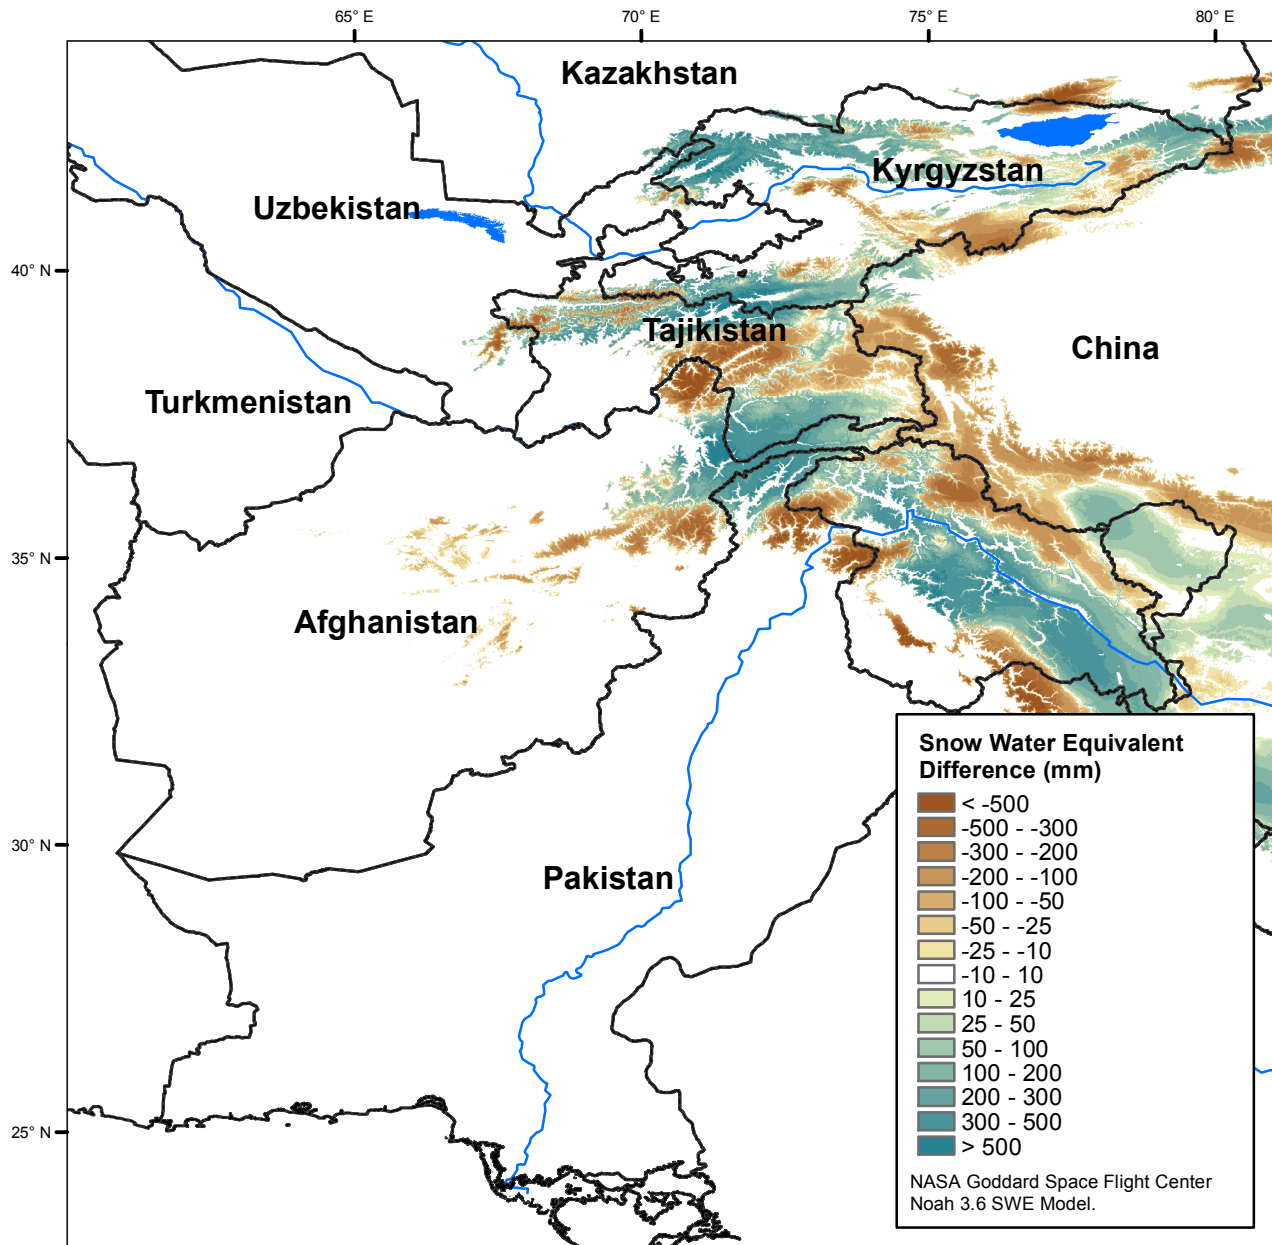 65° E
70° E
75° E
80° E
Kazakhstan
Kyrgyzstan
Uzbekistan
40° N
Tajikistan
China
Turkmenistan
35° N
Afghanistan
Snow Water Equivalent
Difference (mm)
< -500
-500 - -300
-300 - -200
-200 - -100
-100 - -50
-50 - -25
-25 - -10
-10 - 10
10 - 25
25 - 50
50 - 100
100 - 200
200 - 300
300 - 500
> 500
30° N
Pakistan
25° N
NASA Goddard Space Flight Center
Noah 3.6 SWE Model.